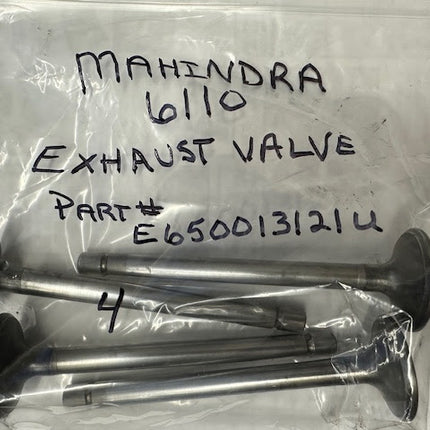 MAHINDRA
6110
EXHAUST VALVE
PART#
E650013121U
4